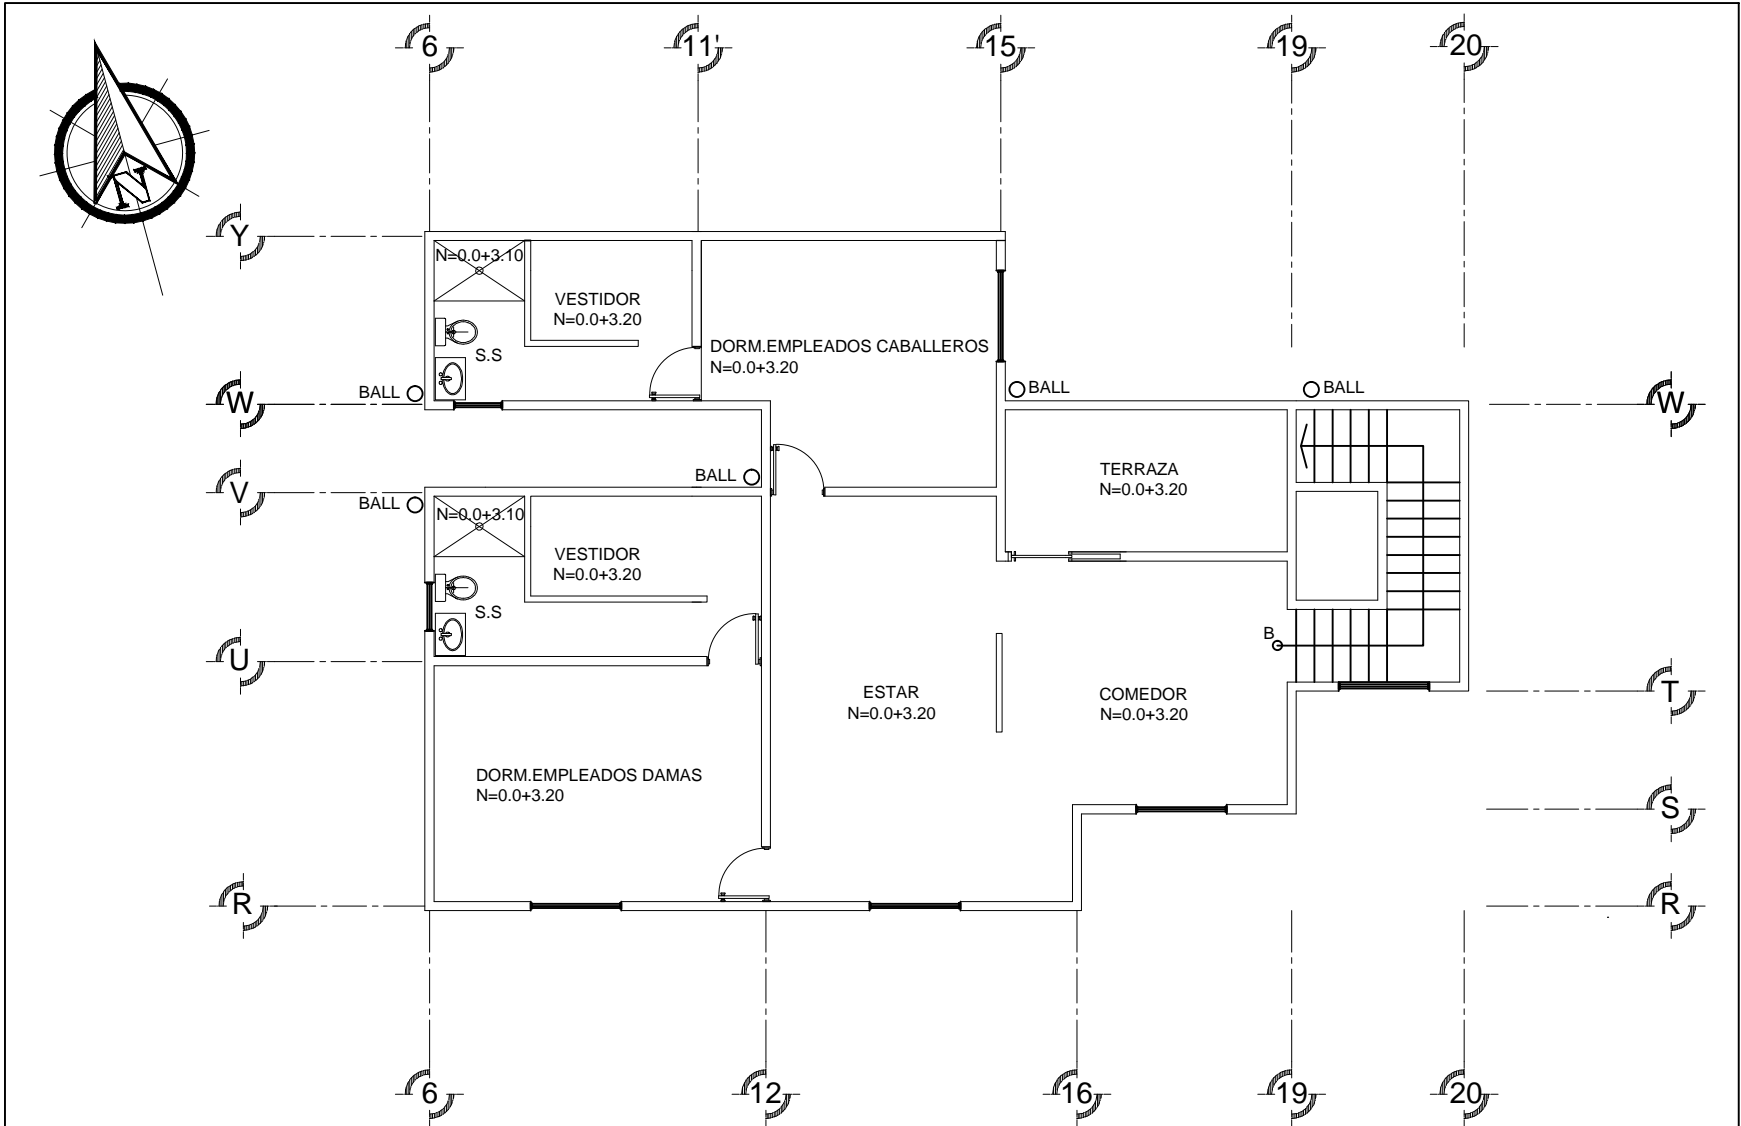 6
11'
15
19
20
N
Y
N=0.0+3.10
VESTIDOR
N=0.0+3.20
S.S
DORM.EMPLEADOS CABALLEROS
N=0.0+3.20
BALL
BALL
BALL
W
W
TERRAZA
N=0.0+3.20
BALL
V
BALL
N=0.0+3.10
VESTIDOR
N=0.0+3.20
S.S
B
U
T
ESTAR
N=0.0+3.20
COMEDOR
N=0.0+3.20
DORM.EMPLEADOS DAMAS
N=0.0+3.20
S
R
R
6
12
16
19
20